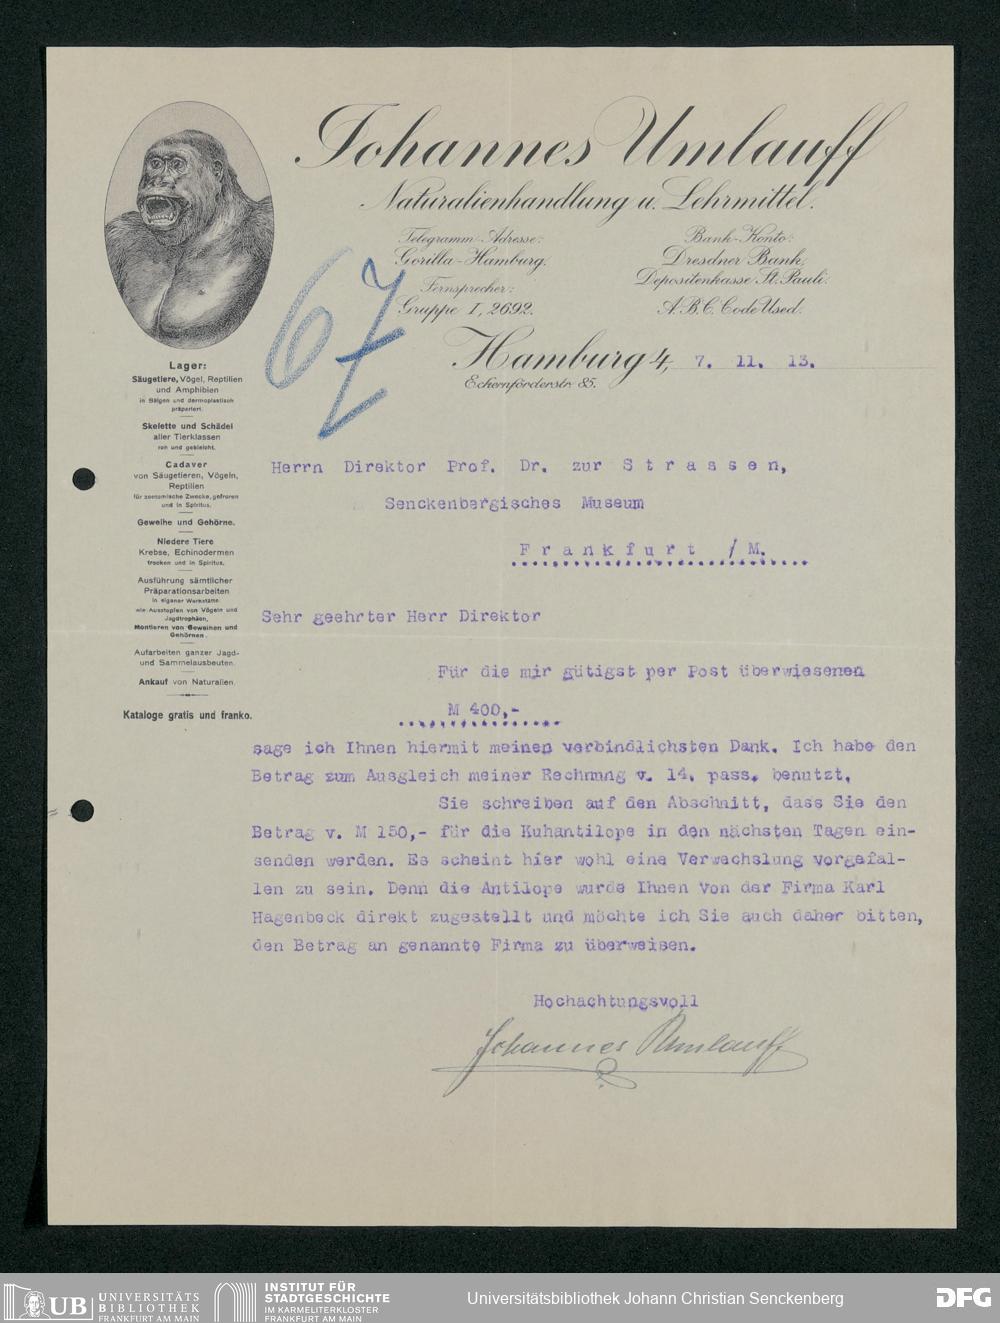 Johannes Umlauff
Naturalienhandlung u. Lehrmittel.
Telegramm-Adresse:
Gorilla-Hamburg.
Fernsprecher:
Gruppe I, 2692.
Bank-Konto:
Dresdner Bank,
Depositenkasse St. Pauli.
A.B.C. Code Used.
67
Hamburg 4, 7. 11. 13.
Eckernförderstr. 85.
Lager:
Säugetiere, Vögel, Reptilien
und Amphibien
in Bälgen und dermoplastisch
präpariert.
Skelette und Schädel
aller Tierklassen
roh und gebleicht.
Cadaver
von Säugetieren, Vögeln,
Reptilien
für zootomische Zwecke, gefroren
und in Spiritus.
Geweihe und Gehörne.
Niedere Tiere
Krebse, Echinodermen
trocken und in Spiritus.
Ausführung sämtlicher
Präparationsarbeiten
in eigener Werkstätte
wie Ausstopfen von Vögeln und
Jagdtrophäen,
Montieren von Geweihen und
Gehörnen.
Aufarbeiten ganzer Jagd-
und Sammelausbeuten.
Ankauf von Naturalien.
Kataloge gratis und franko.
Herrn Direktor Prof. Dr. zur Strassen,
Senckenbergisches Museum
Frankfurt /M.
Sehr geehrter Herr Direktor
Für die mir gütigst per Post überwiesenen
M 400,-
sage ich Ihnen hiermit meinen verbindlichsten Dank. Ich habe den
Betrag zum Ausgleich meiner Rechnung v. 14. pass. benutzt.
Sie schreiben auf den Abschnitt, dass Sie den
Betrag v. M 150,- für die Kuhantilope in den nächsten Tagen ein-
senden werden. Es scheint hier wohl eine Verwechslung vorgefal-
len zu sein. Denn die Antilope wurde Ihnen von der Firma Karl
Hagenbeck direkt zugestellt und möchte ich Sie auch daher bitten,
den Betrag an genannte Firma zu überweisen.
Hochachtungsvoll
Johannes Umlauff
UB UNIVERSITÄTS
BIBLIOTHEK
FRANKFURT AM MAIN
INSTITUT FÜR
STADTGESCHICHTE
IM KARMELITERKLOSTER
FRANKFURT AM MAIN
Universitätsbibliothek Johann Christian Senckenberg
DFG